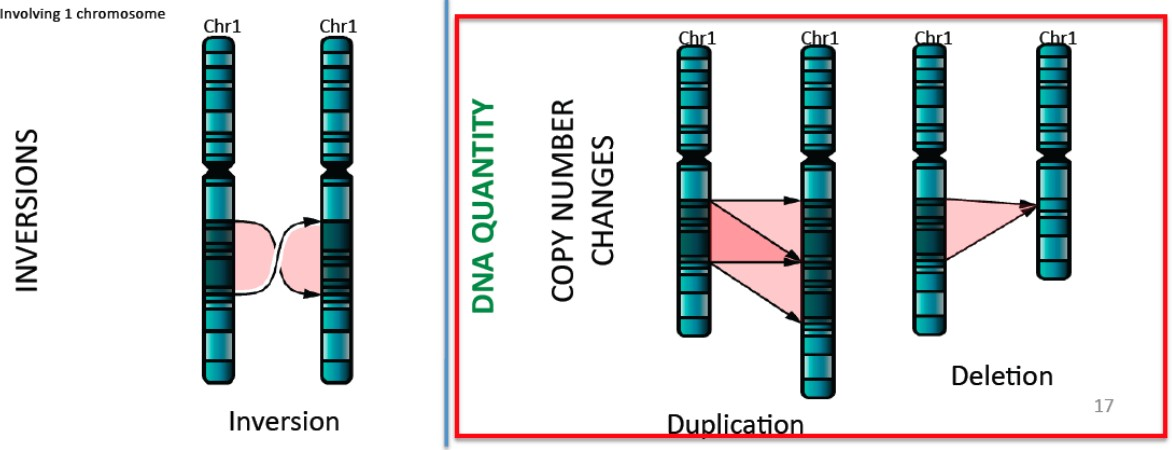 Involving 1 chromosome
Chr1
Chr1
INVERSIONS
Inversion
DNA QUANTITY
COPY NUMBER
CHANGES
Chr1
Chr1
Chr1
Chr1
Duplication
Deletion
17